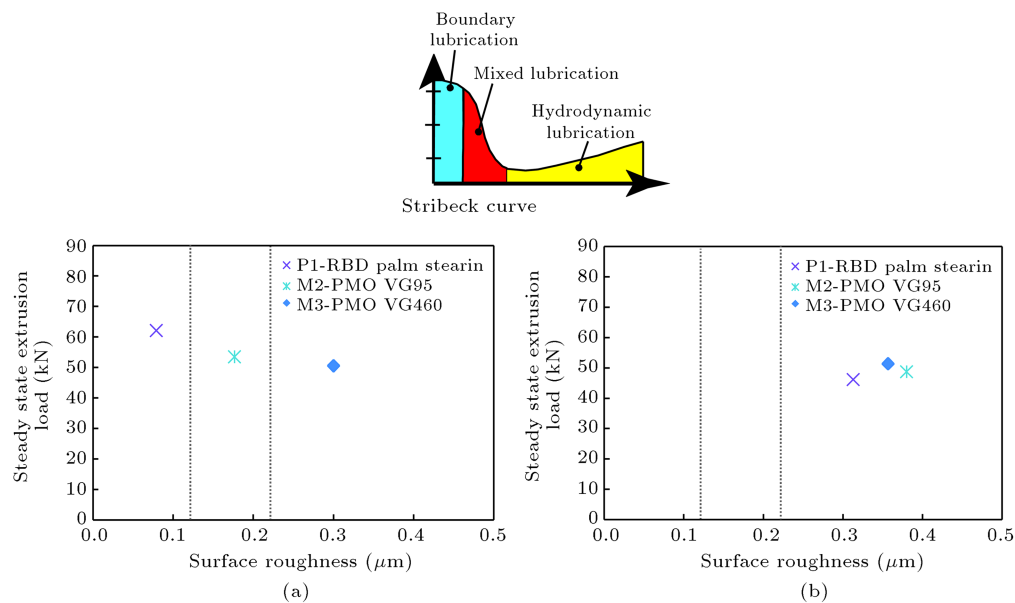 Boundary
lubrication
Mixed lubrication
Hydrodynamic
lubrication
Stribeck curve
90
80
70
60
50
40
30
20
10
0
Steady state extrusion
load (kN)
P1-RBD palm stearin
M2-PMO VG95
M3-PMO VG460
0.0 0.1 0.2 0.3 0.4 0.5
Surface roughness (μm)
(a)
90
80
70
60
50
40
30
20
10
0
Steady state extrusion
load (kN)
P1-RBD palm stearin
M2-PMO VG95
M3-PMO VG460
0.0 0.1 0.2 0.3 0.4 0.5
Surface roughness (μm)
(b)